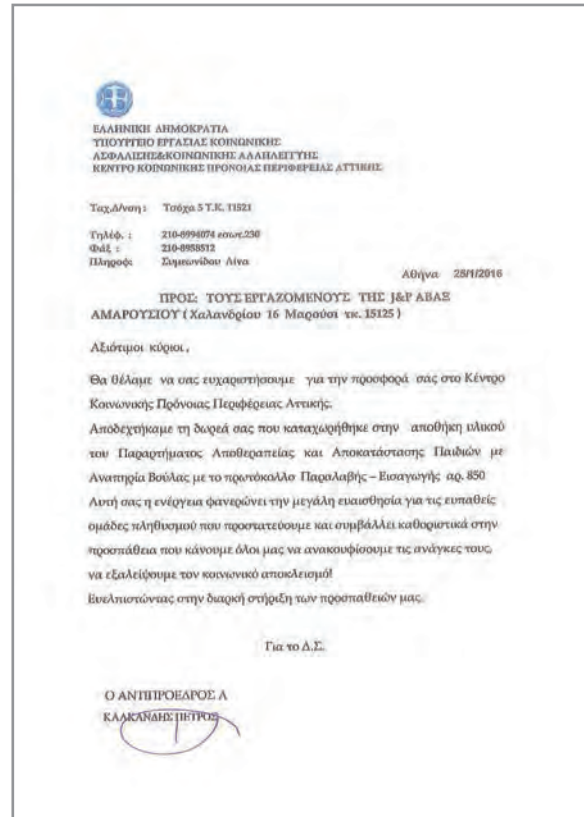 ΕΛΛΗΝΙΚΗ ΔΗΜΟΚΡΑΤΙΑ
ΥΠΟΥΡΓΕΙΟ ΕΡΓΑΣΙΑΣ ΚΟΙΝΩΝΙΚΗΣ
ΑΣΦΑΛΙΣΗΣ&ΚΟΙΝΩΝΙΚΗΣ ΑΛΛΗΛΕΓΓΥΗΣ
ΚΕΝΤΡΟ ΚΟΙΝΩΝΙΚΗΣ ΠΡΟΝΟΙΑΣ ΠΕΡΙΦΕΡΕΙΑΣ ΑΤΤΙΚΗΣ
Ταχ.Δ/νση : Τσόχα 5 Τ.Κ. 11521
Τηλέφ. : 210-6994074 εσωτ.230
Φάξ : 210-8958512
Πληροφ: Συμεωνίδου Λίνα
Αθήνα 28/1/2016
ΠΡΟΣ: ΤΟΥΣ ΕΡΓΑΖΟΜΕΝΟΥΣ ΤΗΣ J&P ΑΒΑΞ
ΑΜΑΡΟΥΣΙΟΥ ( Χαλανδρίου 16 Μαρούσι τκ. 15125 )
Αξιότιμοι κύριοι ,
Θα θέλαμε να σας ευχαριστήσουμε για την προσφορά σας στο Κέντρο
Κοινωνικής Πρόνοιας Περιφέρειας Αττικής.
Αποδεχτήκαμε τη δωρεά σας που καταχωρήθηκε στην αποθήκη υλικού
του Παραρτήματος Αποθεραπείας και Αποκατάστασης Παιδιών με
Αναπηρία Βούλας με το πρωτόκολλο Παραλαβής – Εισαγωγής αρ. 850
Αυτή σας η ενέργεια φανερώνει την μεγάλη ευαισθησία για τις ευπαθείς
ομάδες πληθυσμού που προστατεύουμε και συμβάλλει καθοριστικά στην
προσπάθεια που κάνουμε όλοι μας να ανακουφίσουμε τις ανάγκες τους,
να εξαλείψουμε τον κοινωνικό αποκλεισμό!
Ευελπιστώντας στην διαρκή στήριξη των προσπαθειών μας.
Για το Δ.Σ.
Ο ΑΝΤΙΠΡΟΕΔΡΟΣ Α
ΚΑΛΚΑΝΔΗΣ ΠΕΤΡΟΣ